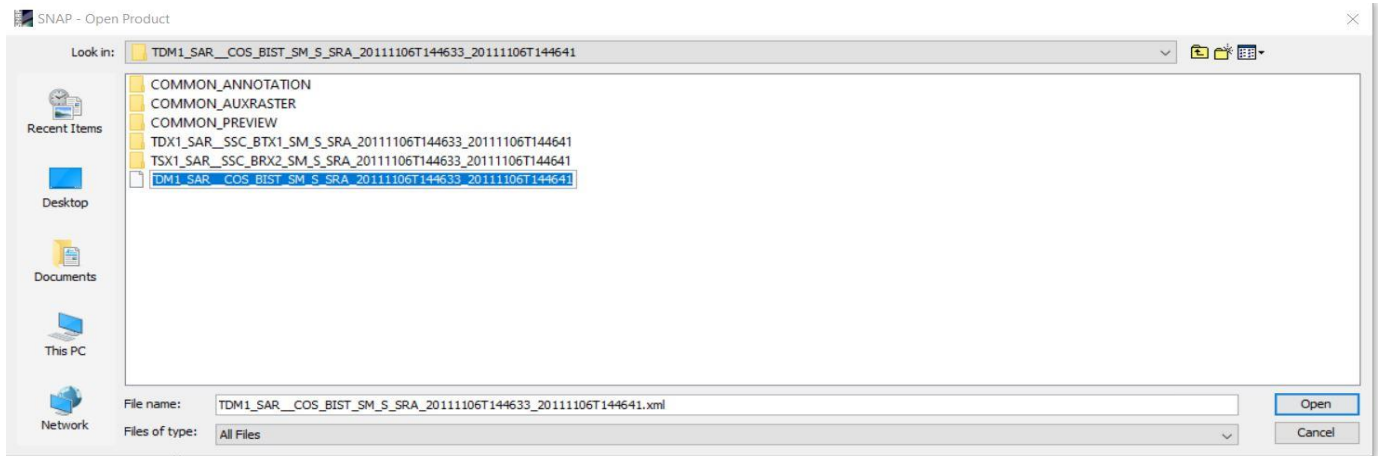 SNAP - Open Product
Look in: TDM1_SAR__COS_BIST_SM_S_SRA_20111106T144633_20111106T144641
Recent Items
Desktop
Documents
This PC
Network
COMMON_ANNOTATION
COMMON_AUXRASTER
COMMON_PREVIEW
TDX1_SAR__SSC_BTX1_SM_S_SRA_20111106T144633_20111106T144641
TSX1_SAR__SSC_BRX2_SM_S_SRA_20111106T144633_20111106T144641
TDM1_SAR__COS_BIST_SM_S_SRA_20111106T144633_20111106T144641
File name: TDM1_SAR__COS_BIST_SM_S_SRA_20111106T144633_20111106T144641.xml
Open
Files of type: All Files
Cancel